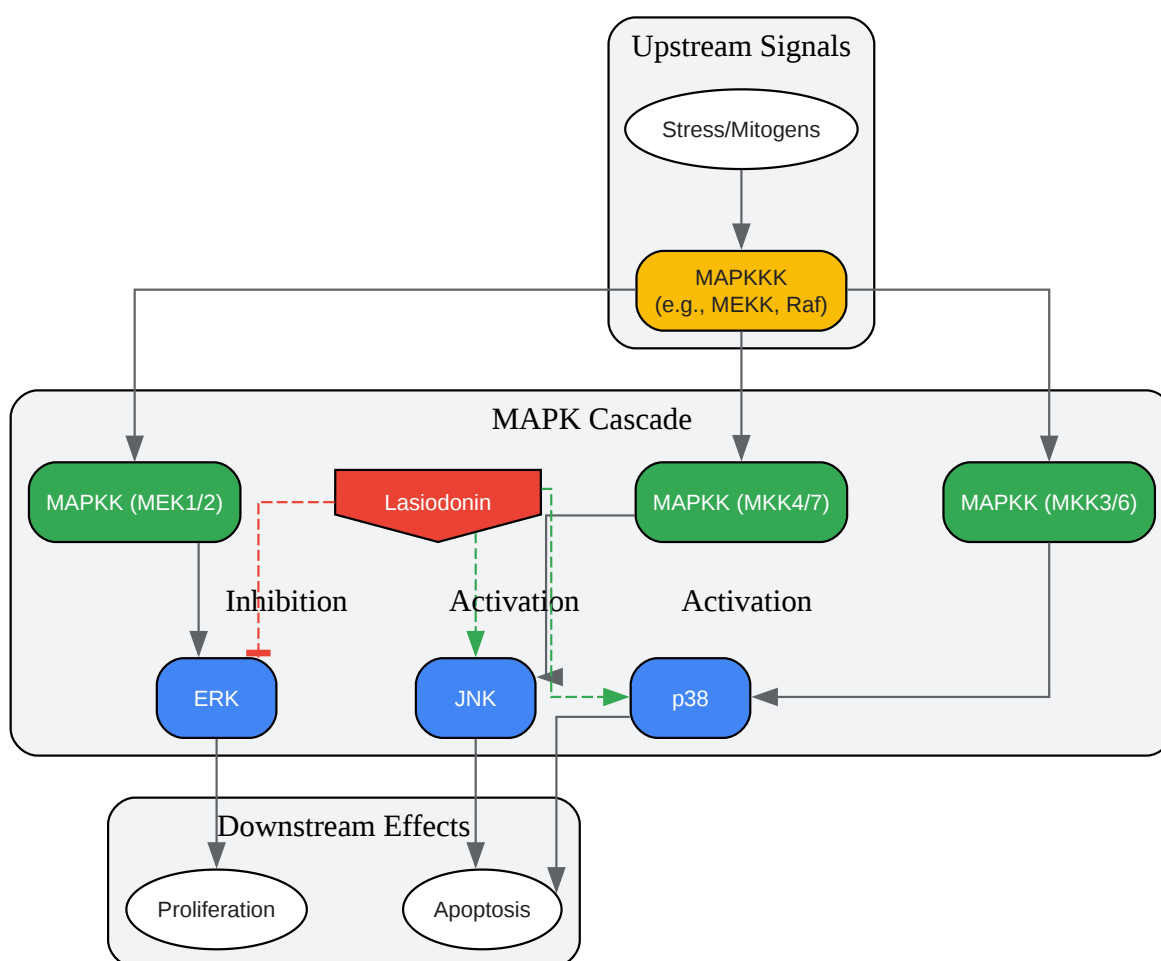 Upstream Signals
Stress/Mitogens
MAPKKK
(e.g., MEKK, Raf)
MAPK Cascade
MAPKK (MEK1/2)
Lasiodonin
MAPKK (MKK4/7)
MAPKK (MKK3/6)
Inhibition
Activation
Activation
ERK
JNK
p38
Downstream Effects
Proliferation
Apoptosis